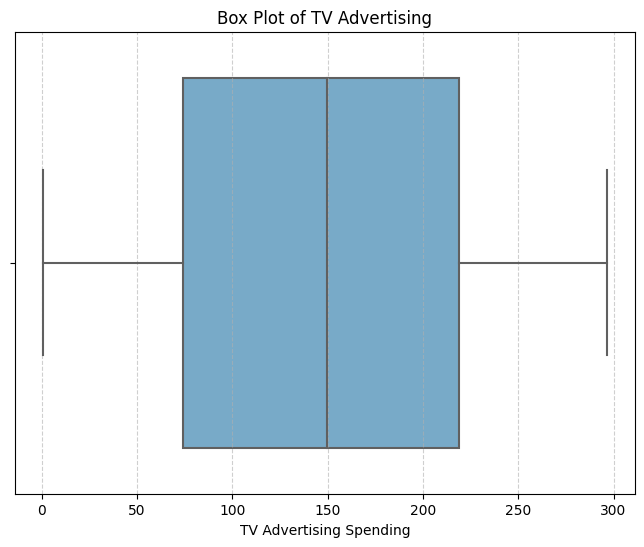 Box Plot of TV Advertising
0 50 100 150 200 250 300
TV Advertising Spending